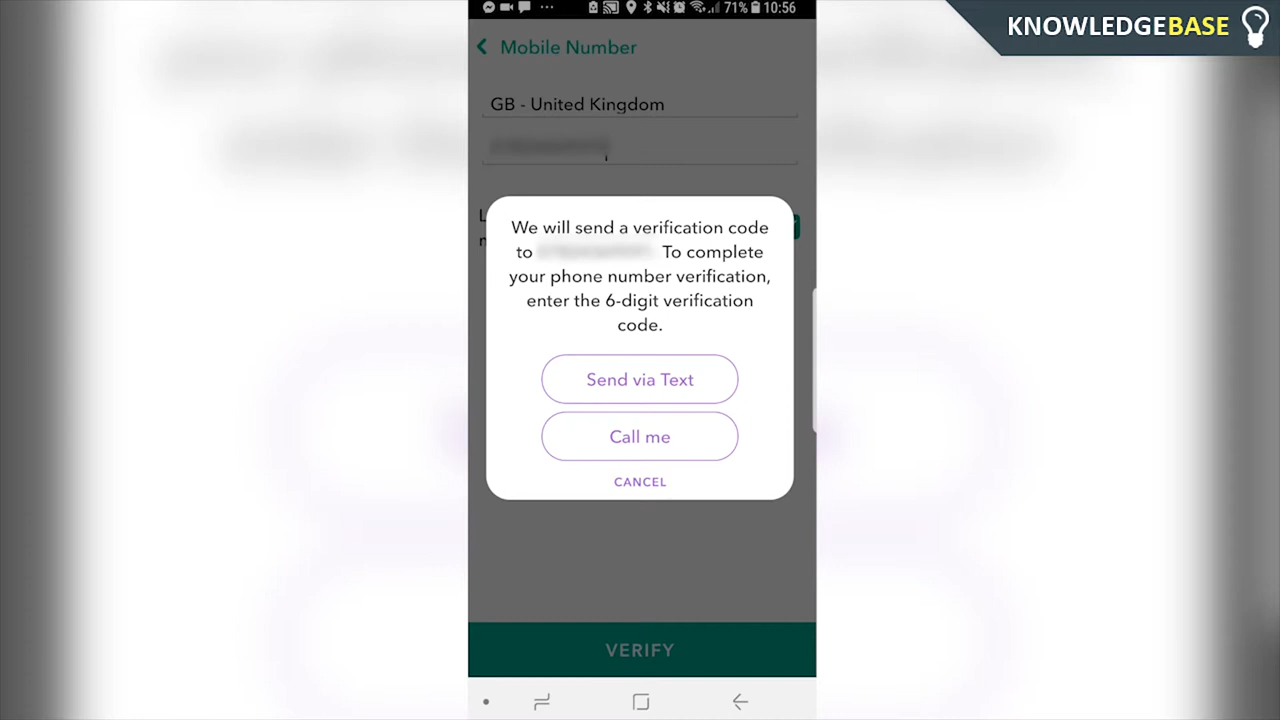 71% 10:56
KNOWLEDGEBASE
Mobile Number
GB - United Kingdom
We will send a verification code
to
To complete
your phone number verification,
enter the 6-digit verification
code.
Send via Text
Call me
CANCEL
VERIFY